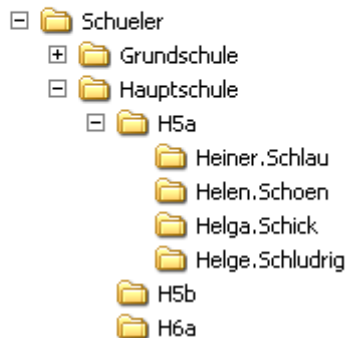 Schueler
Grundschule
Hauptschule
H5a
Heiner.Schlau
Helen.Schoen
Helga.Schick
Helge.Schludrig
H5b
H6a